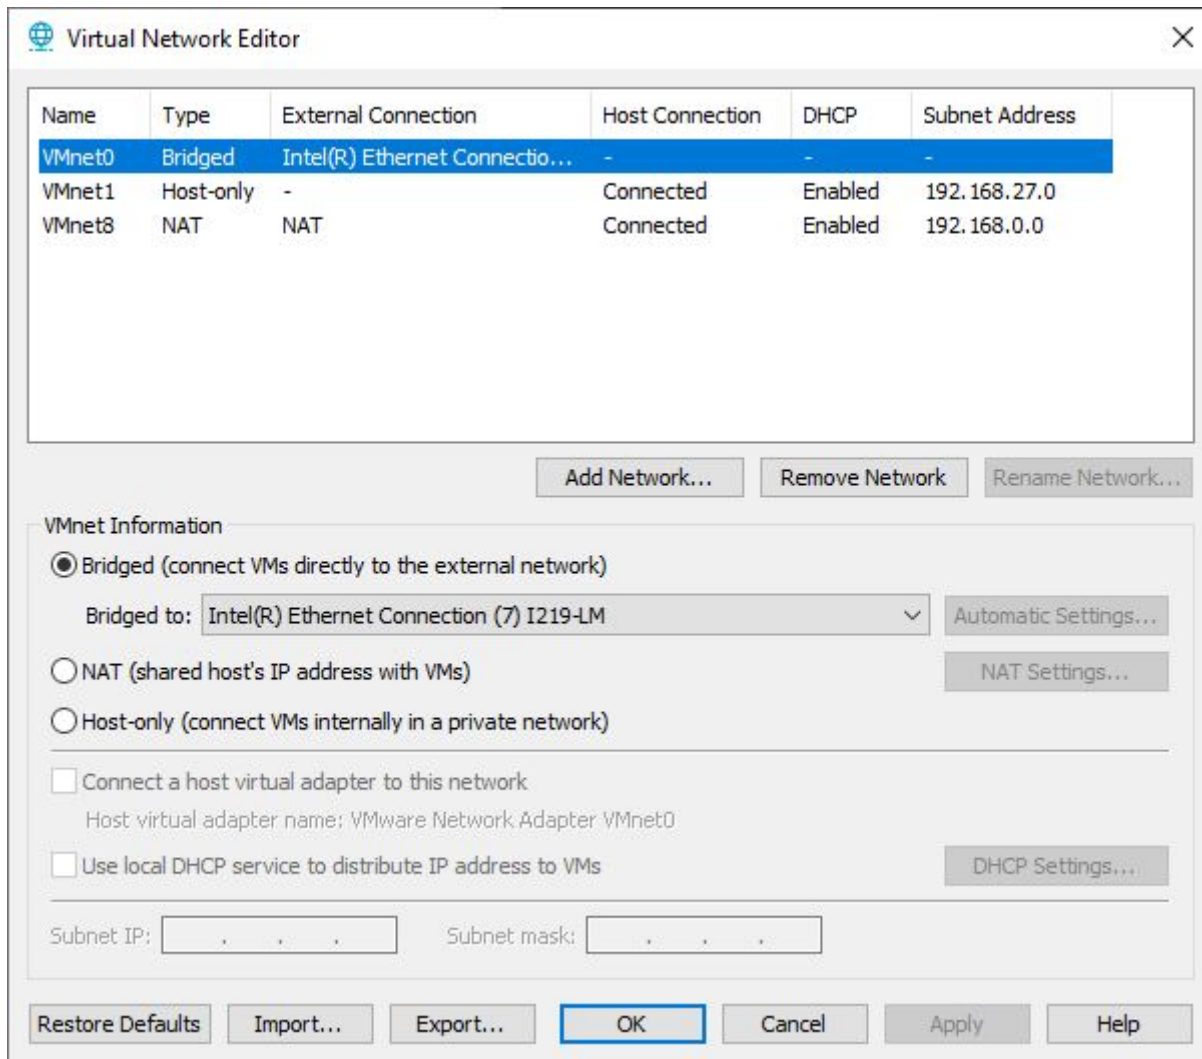 Virtual Network Editor
Name Type External Connection Host Connection DHCP Subnet Address
VMnet0 Bridged Intel(R) Ethernet Connectio... - - -
VMnet1 Host-only - Connected Enabled 192.168.27.0
VMnet8 NAT NAT Connected Enabled 192.168.0.0
Add Network... Remove Network Rename Network...
VMnet Information
Bridged (connect VMs directly to the external network)
Bridged to: Intel(R) Ethernet Connection (7) I219-LM Automatic Settings...
NAT (shared host's IP address with VMs) NAT Settings...
Host-only (connect VMs internally in a private network)
Connect a host virtual adapter to this network
Host virtual adapter name: VMware Network Adapter VMnet0
Use local DHCP service to distribute IP address to VMs DHCP Settings...
Subnet IP: . . . Subnet mask: . . .
Restore Defaults Import... Export... OK Cancel Apply Help